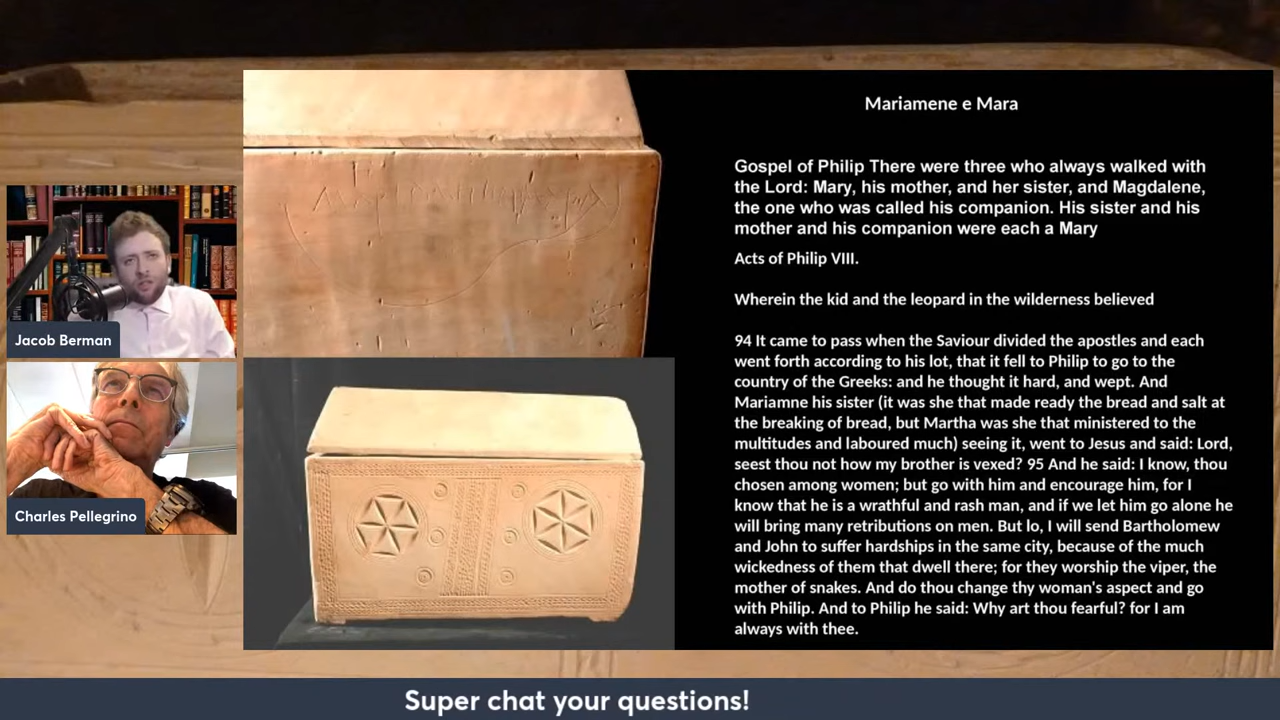 Mariamene e Mara
Gospel of Philip There were three who always walked with
the Lord: Mary, his mother, and her sister, and Magdalene,
the one who was called his companion. His sister and his
mother and his companion were each a Mary
Acts of Philip VIII.
Wherein the kid and the leopard in the wilderness believed
94 It came to pass when the Saviour divided the apostles and each
went forth according to his lot, that it fell to Philip to go to the
country of the Greeks: and he thought it hard, and wept. And
Mariamne his sister (it was she that made ready the bread and salt at
the breaking of bread, but Martha was she that ministered to the
multitudes and laboured much) seeing it, went to Jesus and said: Lord,
seest thou not how my brother is vexed? 95 And he said: I know, thou
chosen among women; but go with him and encourage him, for I
know that he is a wrathful and rash man, and if we let him go alone he
will bring many retributions on men. But lo, I will send Bartholomew
and John to suffer hardships in the same city, because of the much
wickedness of them that dwell there; for they worship the viper, the
mother of snakes. And do thou change thy woman's aspect and go
with Philip. And to Philip he said: Why art thou fearful? for I am
always with thee.
Jacob Berman
Charles Pellegrino
Super chat your questions!